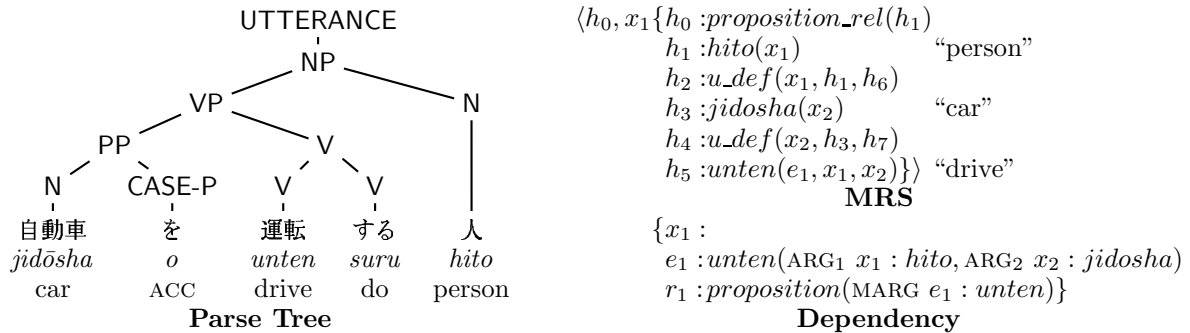 UTTERANCE
NP
VP N
PP V
N CASE-P V V
自動車 を 運転 する 人
jidōsha o unten suru hito
car ACC drive do person
Parse Tree
⟨h₀, x₁{h₀ :proposition_rel(h₁)
h₁ :hito(x₁) “person”
h₂ :u_def(x₁, h₁, h₆)
h₃ :jidosha(x₂) “car”
h₄ :u_def(x₂, h₃, h₇)
h₅ :unten(e₁, x₁, x₂)}⟩ “drive”
MRS
{x₁ :
e₁ :unten(ARG₁ x₁ : hito, ARG₂ x₂ : jidosha)
r₁ :proposition(MARG e₁ : unten)}
Dependency